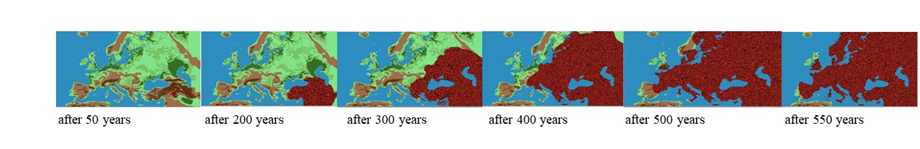 after 50 years
after 200 years
after 300 years
after 400 years
after 500 years
after 550 years